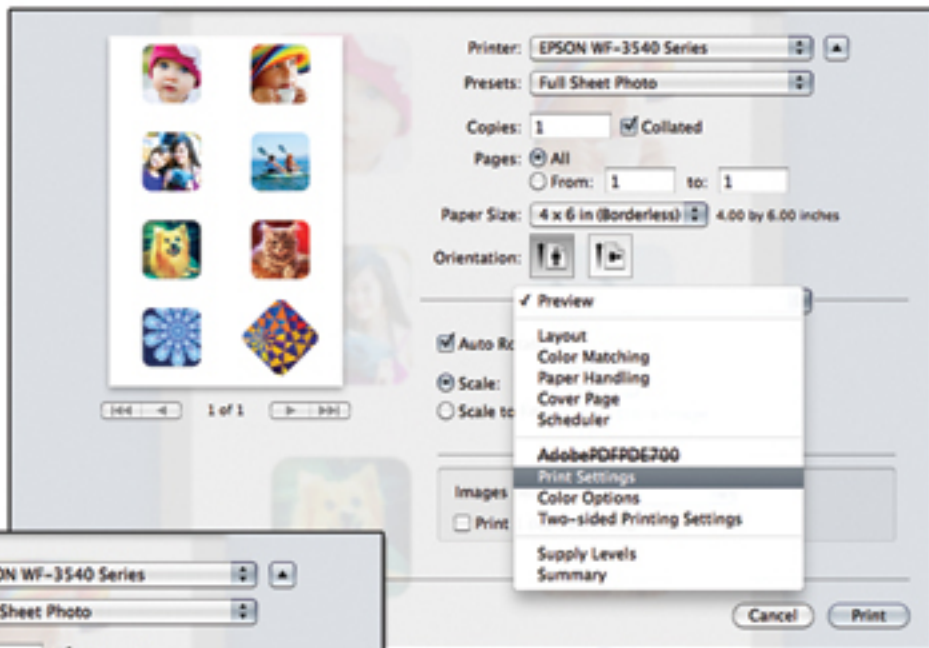 Printer: EPSON WF-3540 Series
Presets: Full Sheet Photo
Copies: 1 Collated
Pages: All
From: 1 to: 1
Paper Size: 4 x 6 in (Borderless) 4.00 by 6.00 inches
Orientation:
✓ Preview
Layout
Auto Ro
Color Matching
Paper Handling
Scale:
Cover Page
1 of 1
Scale to
Scheduler
AdobePDFPDE700
Print Settings
Images
Color Options
Print
Two-sided Printing Settings
Supply Levels
Summary
Cancel Print
ON WF-3540 Series
Sheet Photo